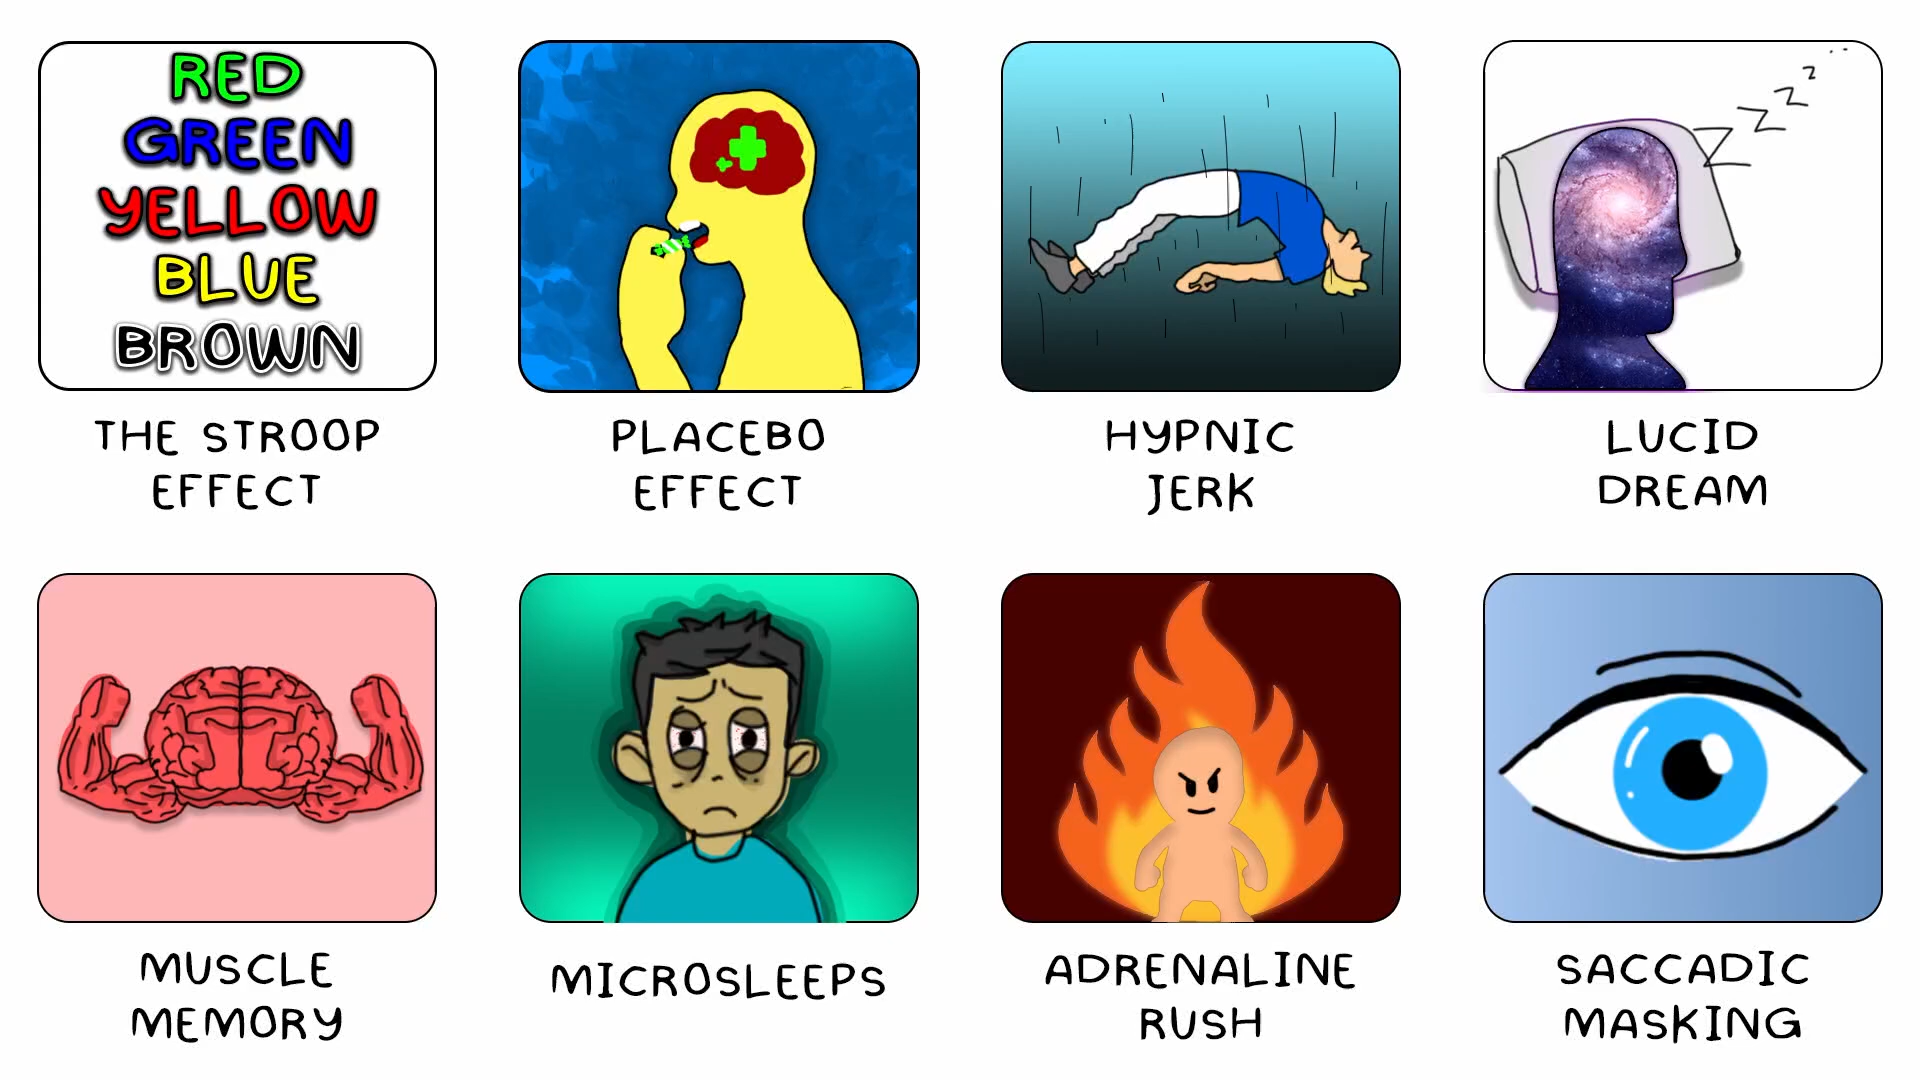 RED
GREEN
YELLOW
BLUE
BROWN
THE STROOP
EFFECT
PLACEBO
EFFECT
HYPNIC
JERK
Z Z Z Z
LUCID
DREAM
MUSCLE
MEMORY
MICROSLEEPS
ADRENALINE
RUSH
SACCADIC
MASKING